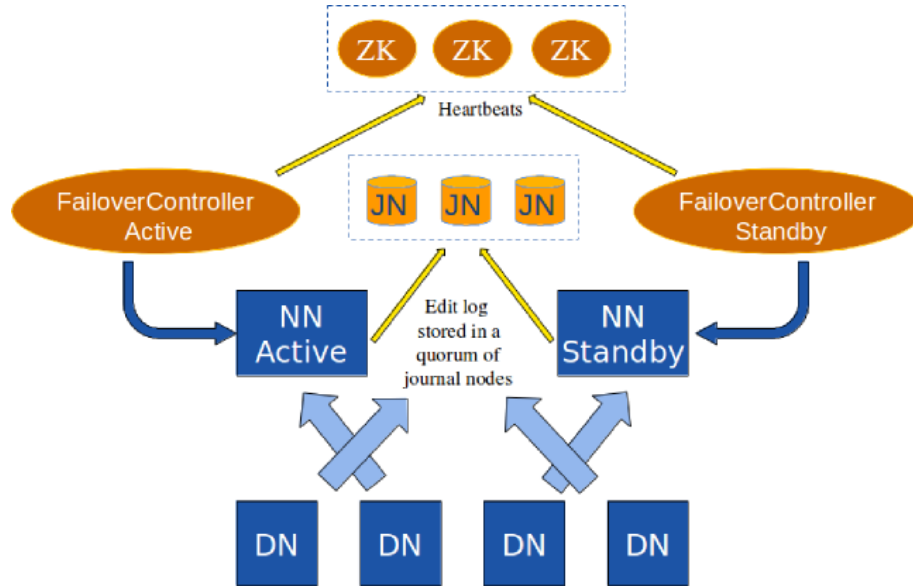 ZK
ZK
ZK
Heartbeats
FailoverController
Active
JN
JN
JN
FailoverController
Standby
NN
Active
Edit log
stored in a
quorum of
journal nodes
NN
Standby
DN
DN
DN
DN